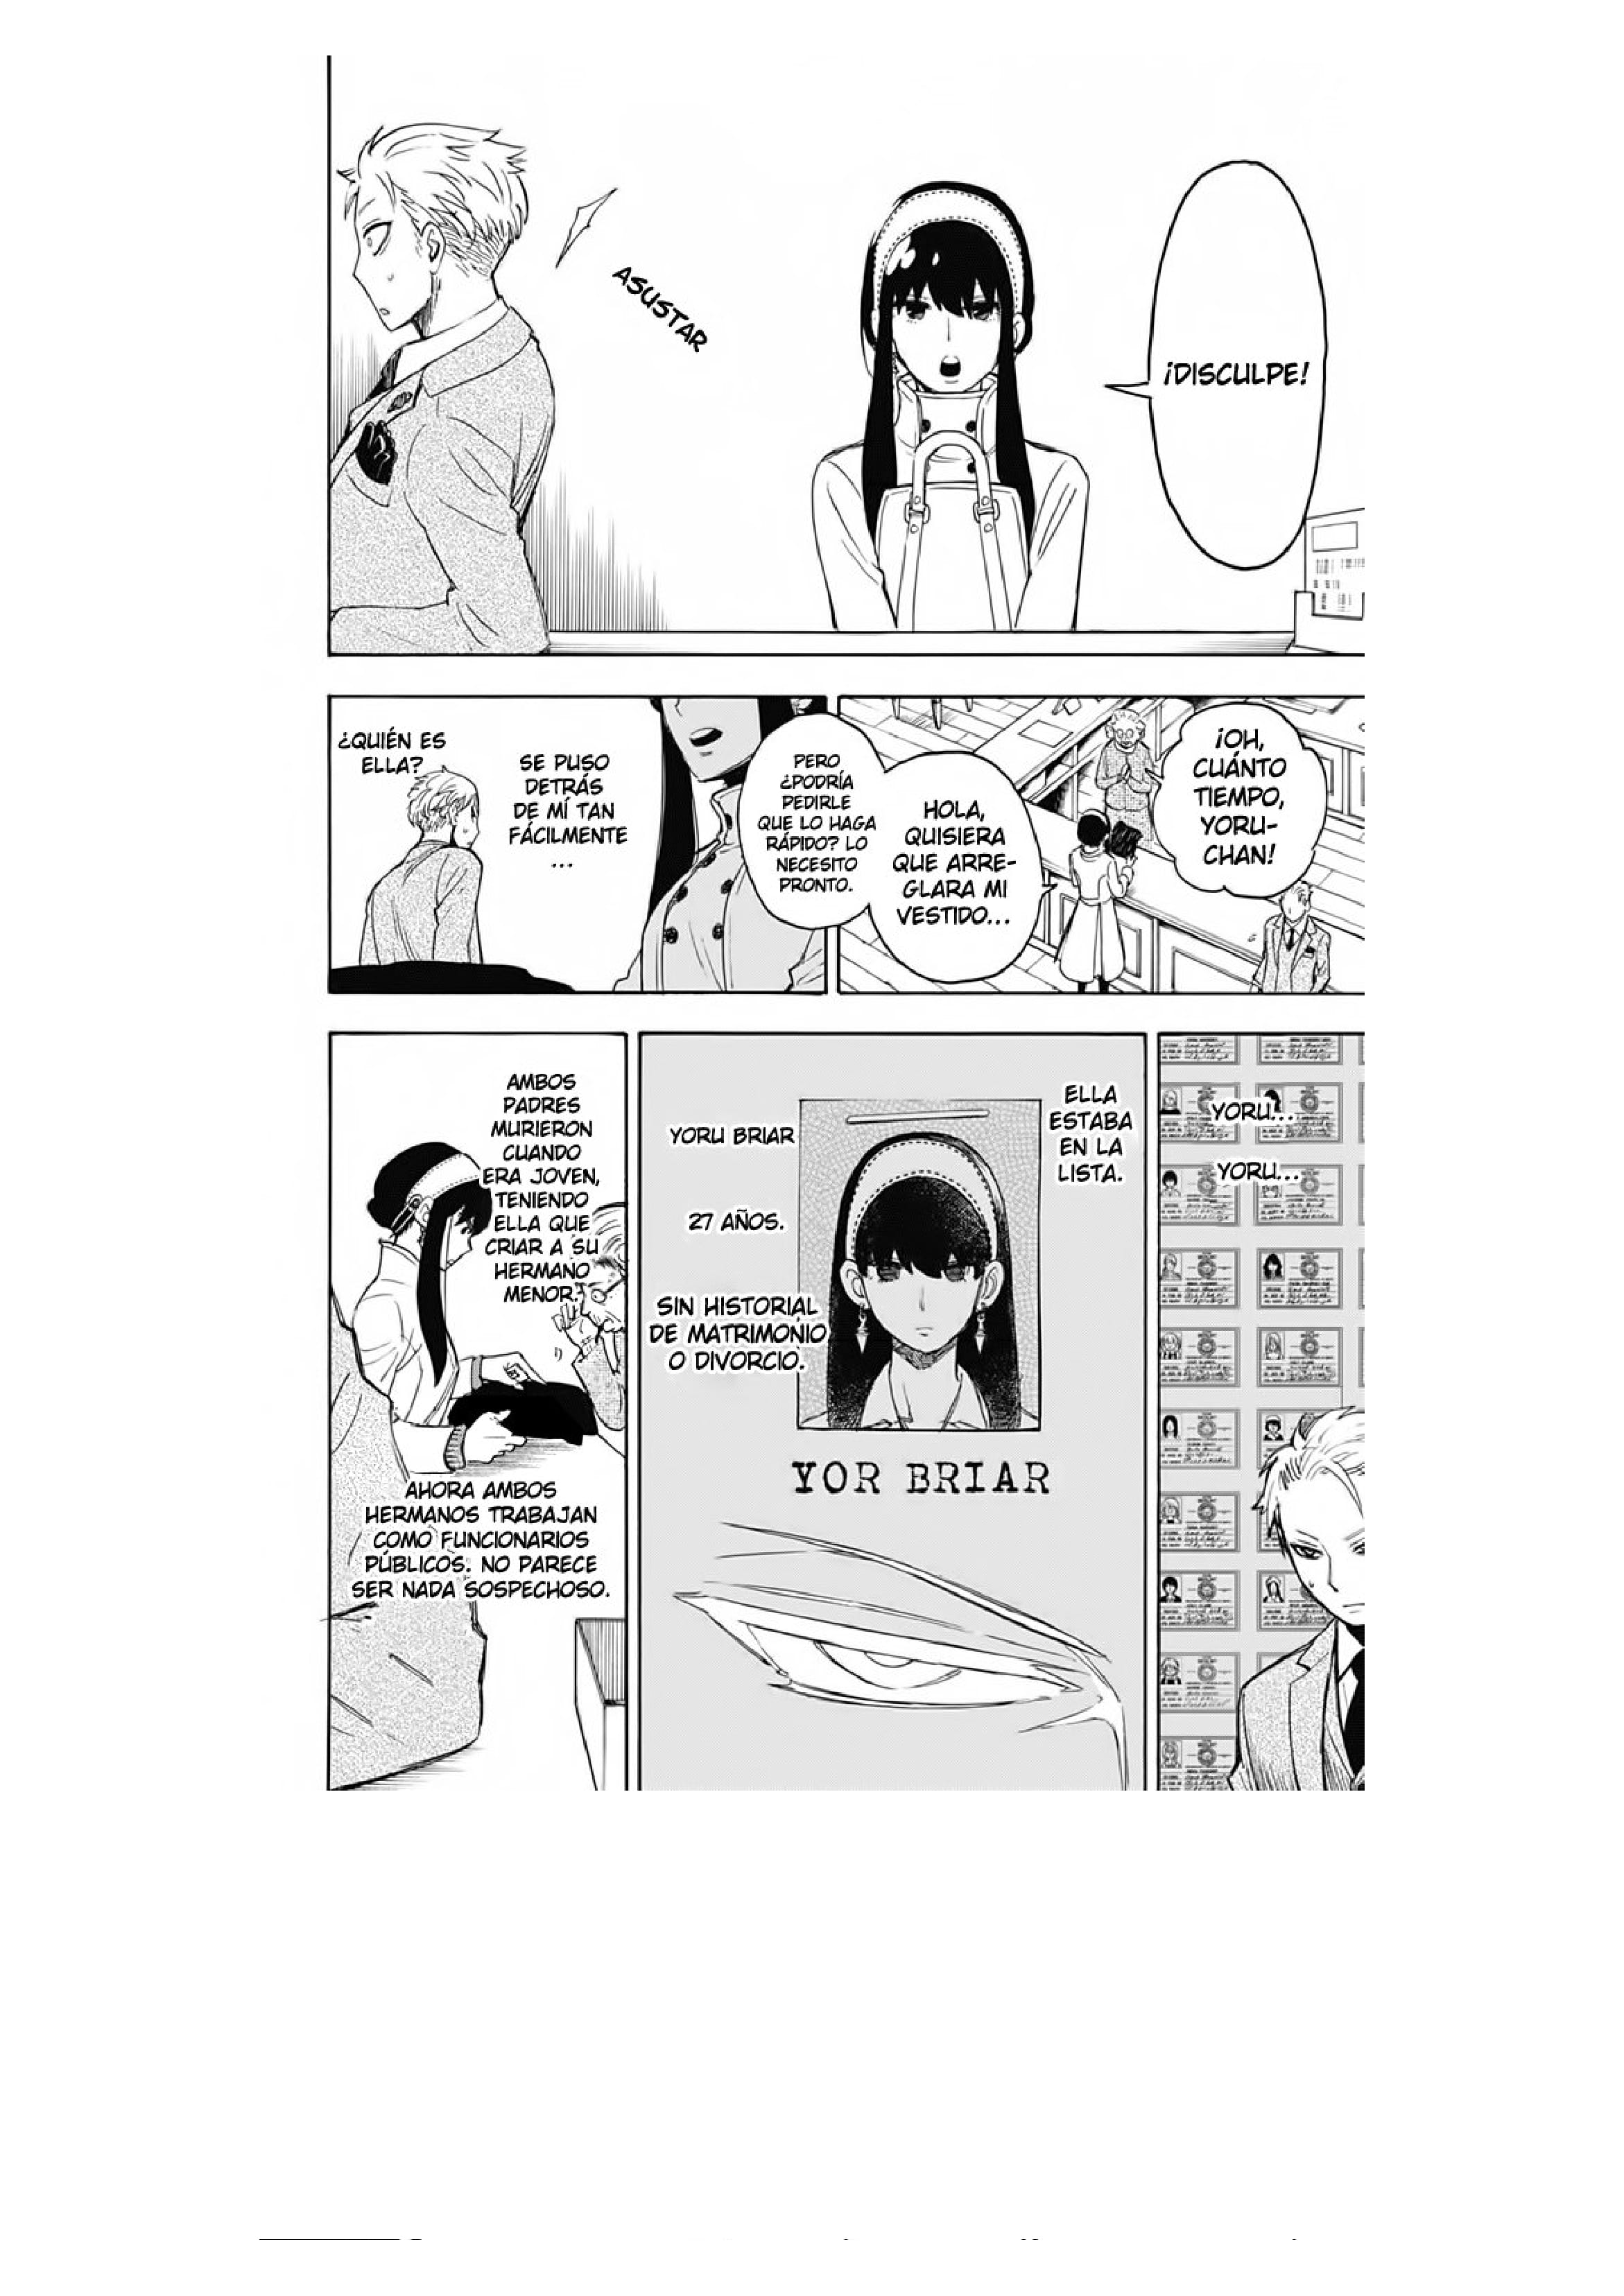 ¡DISCULPE!
ASUSTAR
¡OH,
CUÁNTO
TIEMPO,
YORU-
CHAN!
HOLA,
QUISIERA
QUE ARRE-
GLARA MI
VESTIDO...
PERO
¿PODRÍA
PEDIRLE
QUE LO HAGA
RÁPIDO? LO
NECESITO
PRONTO.
SE PUSO
DETRÁS
DE MÍ TAN
FÁCILMENTE
...
¿QUIÉN ES
ELLA?
YORU...
YORU...
ELLA
ESTABA
EN LA
LISTA.
YORU BRIAR
27 AÑOS.
SIN HISTORIAL
DE MATRIMONIO
O DIVORCIO.
YOR BRIAR
AMBOS
PADRES
MURIERON
CUANDO
ERA JOVEN,
TENIENDO
ELLA QUE
CRIAR A SU
HERMANO
MENOR.
AHORA AMBOS
HERMANOS TRABAJAN
COMO FUNCIONARIOS
PÚBLICOS. NO PARECE
SER NADA SOSPECHOSO.